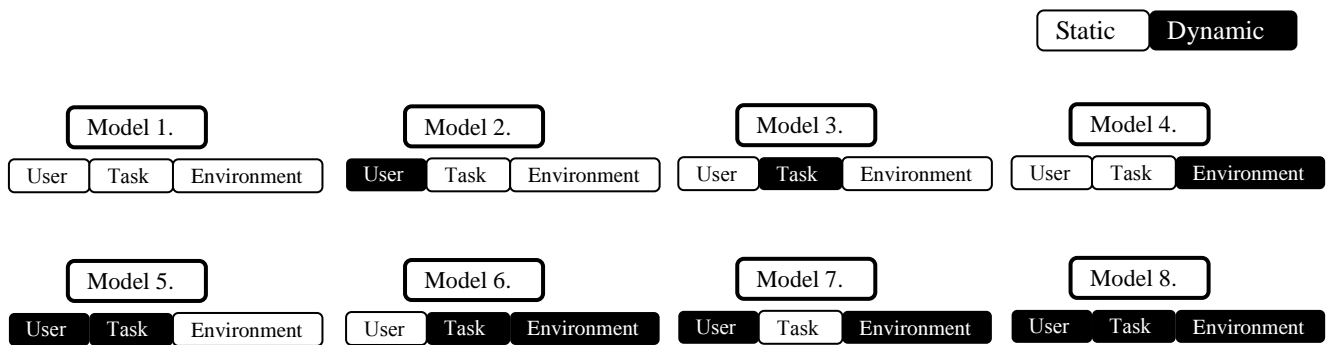 Static Dynamic
Model 1. Model 2. Model 3. Model 4.
User Task Environment User Task Environment User Task Environment User Task Environment
Model 5. Model 6. Model 7. Model 8.
User Task Environment User Task Environment User Task Environment User Task Environment